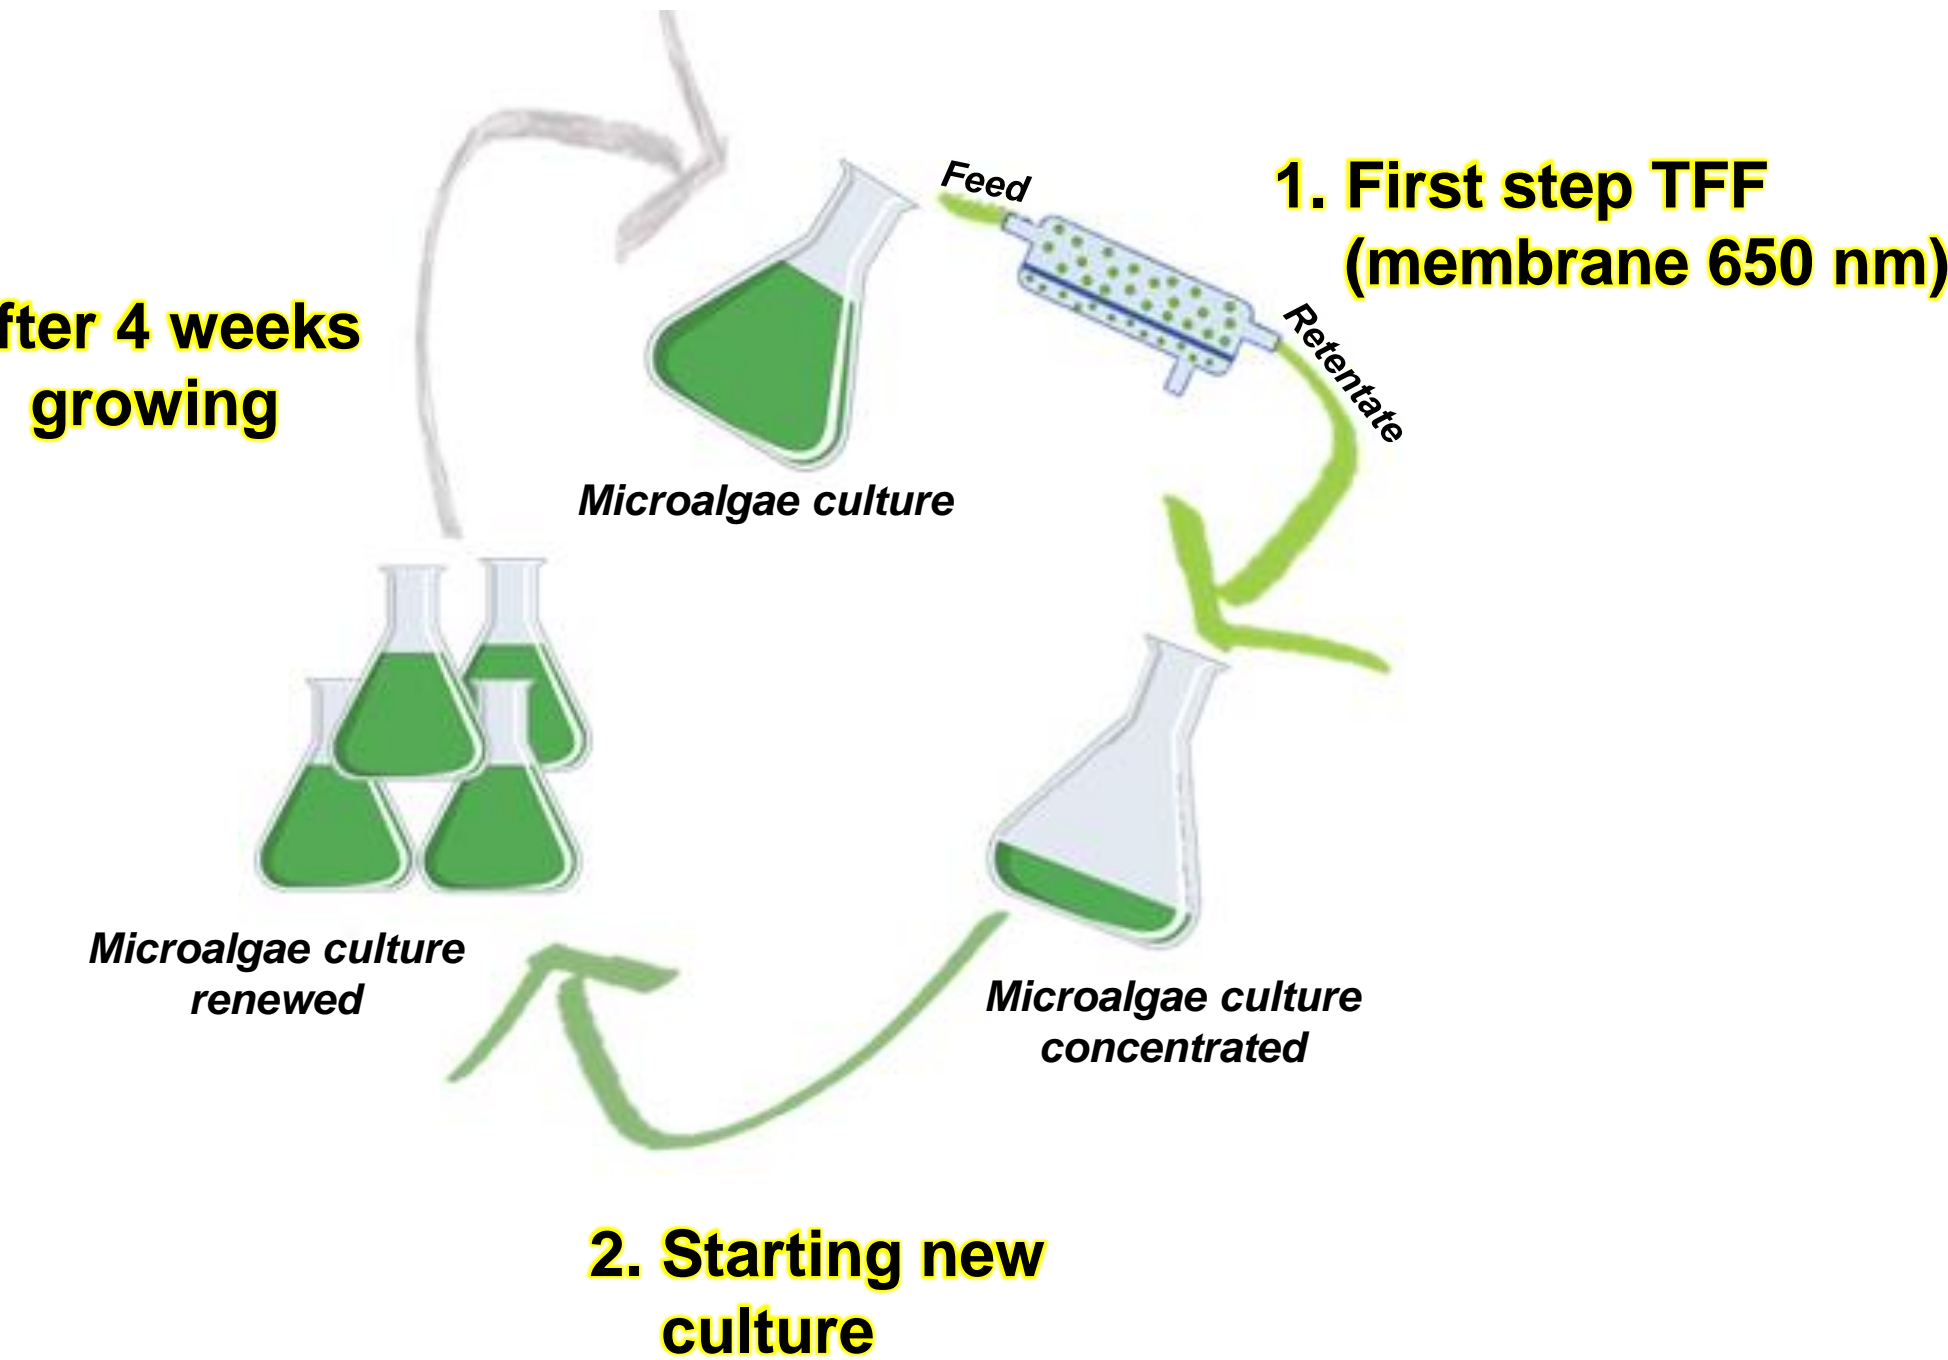 Feed
1. First step TFF
(membrane 650 nm)
Retentate
fter 4 weeks
growing
Microalgae culture
Microalgae culture
renewed
Microalgae culture
concentrated
2. Starting new
culture